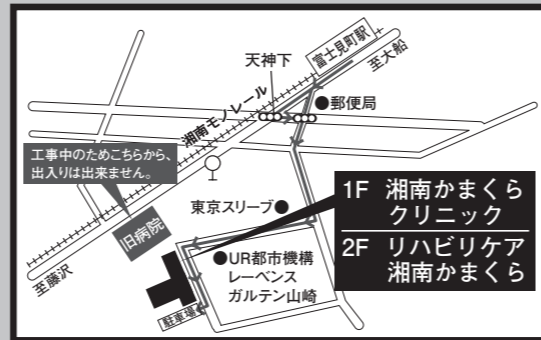 富士見町駅
至大船
天神下
湘南モノレール
●郵便局
工事中のためこちらから、
出入りは出来ません。
東京スリーブ●
旧病院
至藤沢
●UR都市機構
レーベンス
ガルテン山崎
駐車場
1F 湘南かまくら
クリニック
2F リハビリケア
湘南かまくら